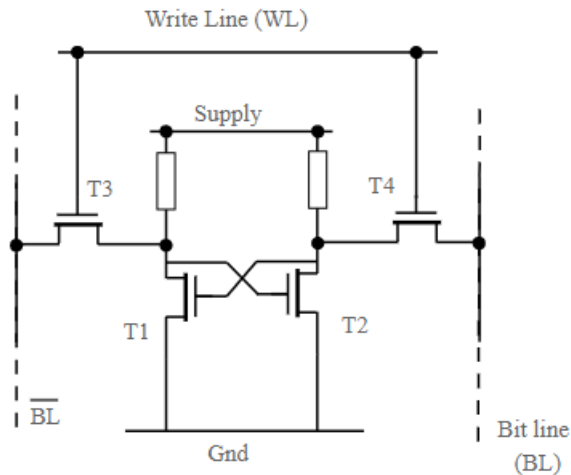 Write Line (WL)
Supply
T3
T4
T1
T2
BL
Gnd
Bit line
(BL)